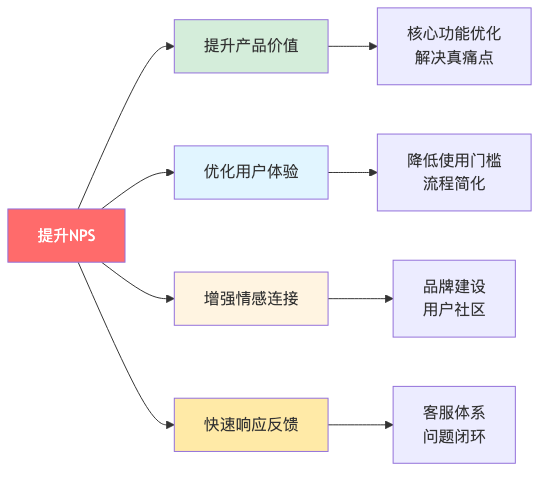 提升NPS
提升产品价值
核心功能优化
解决真痛点
优化用户体验
降低使用门槛
流程简化
增强情感连接
品牌建设
用户社区
快速响应反馈
客服体系
问题闭环